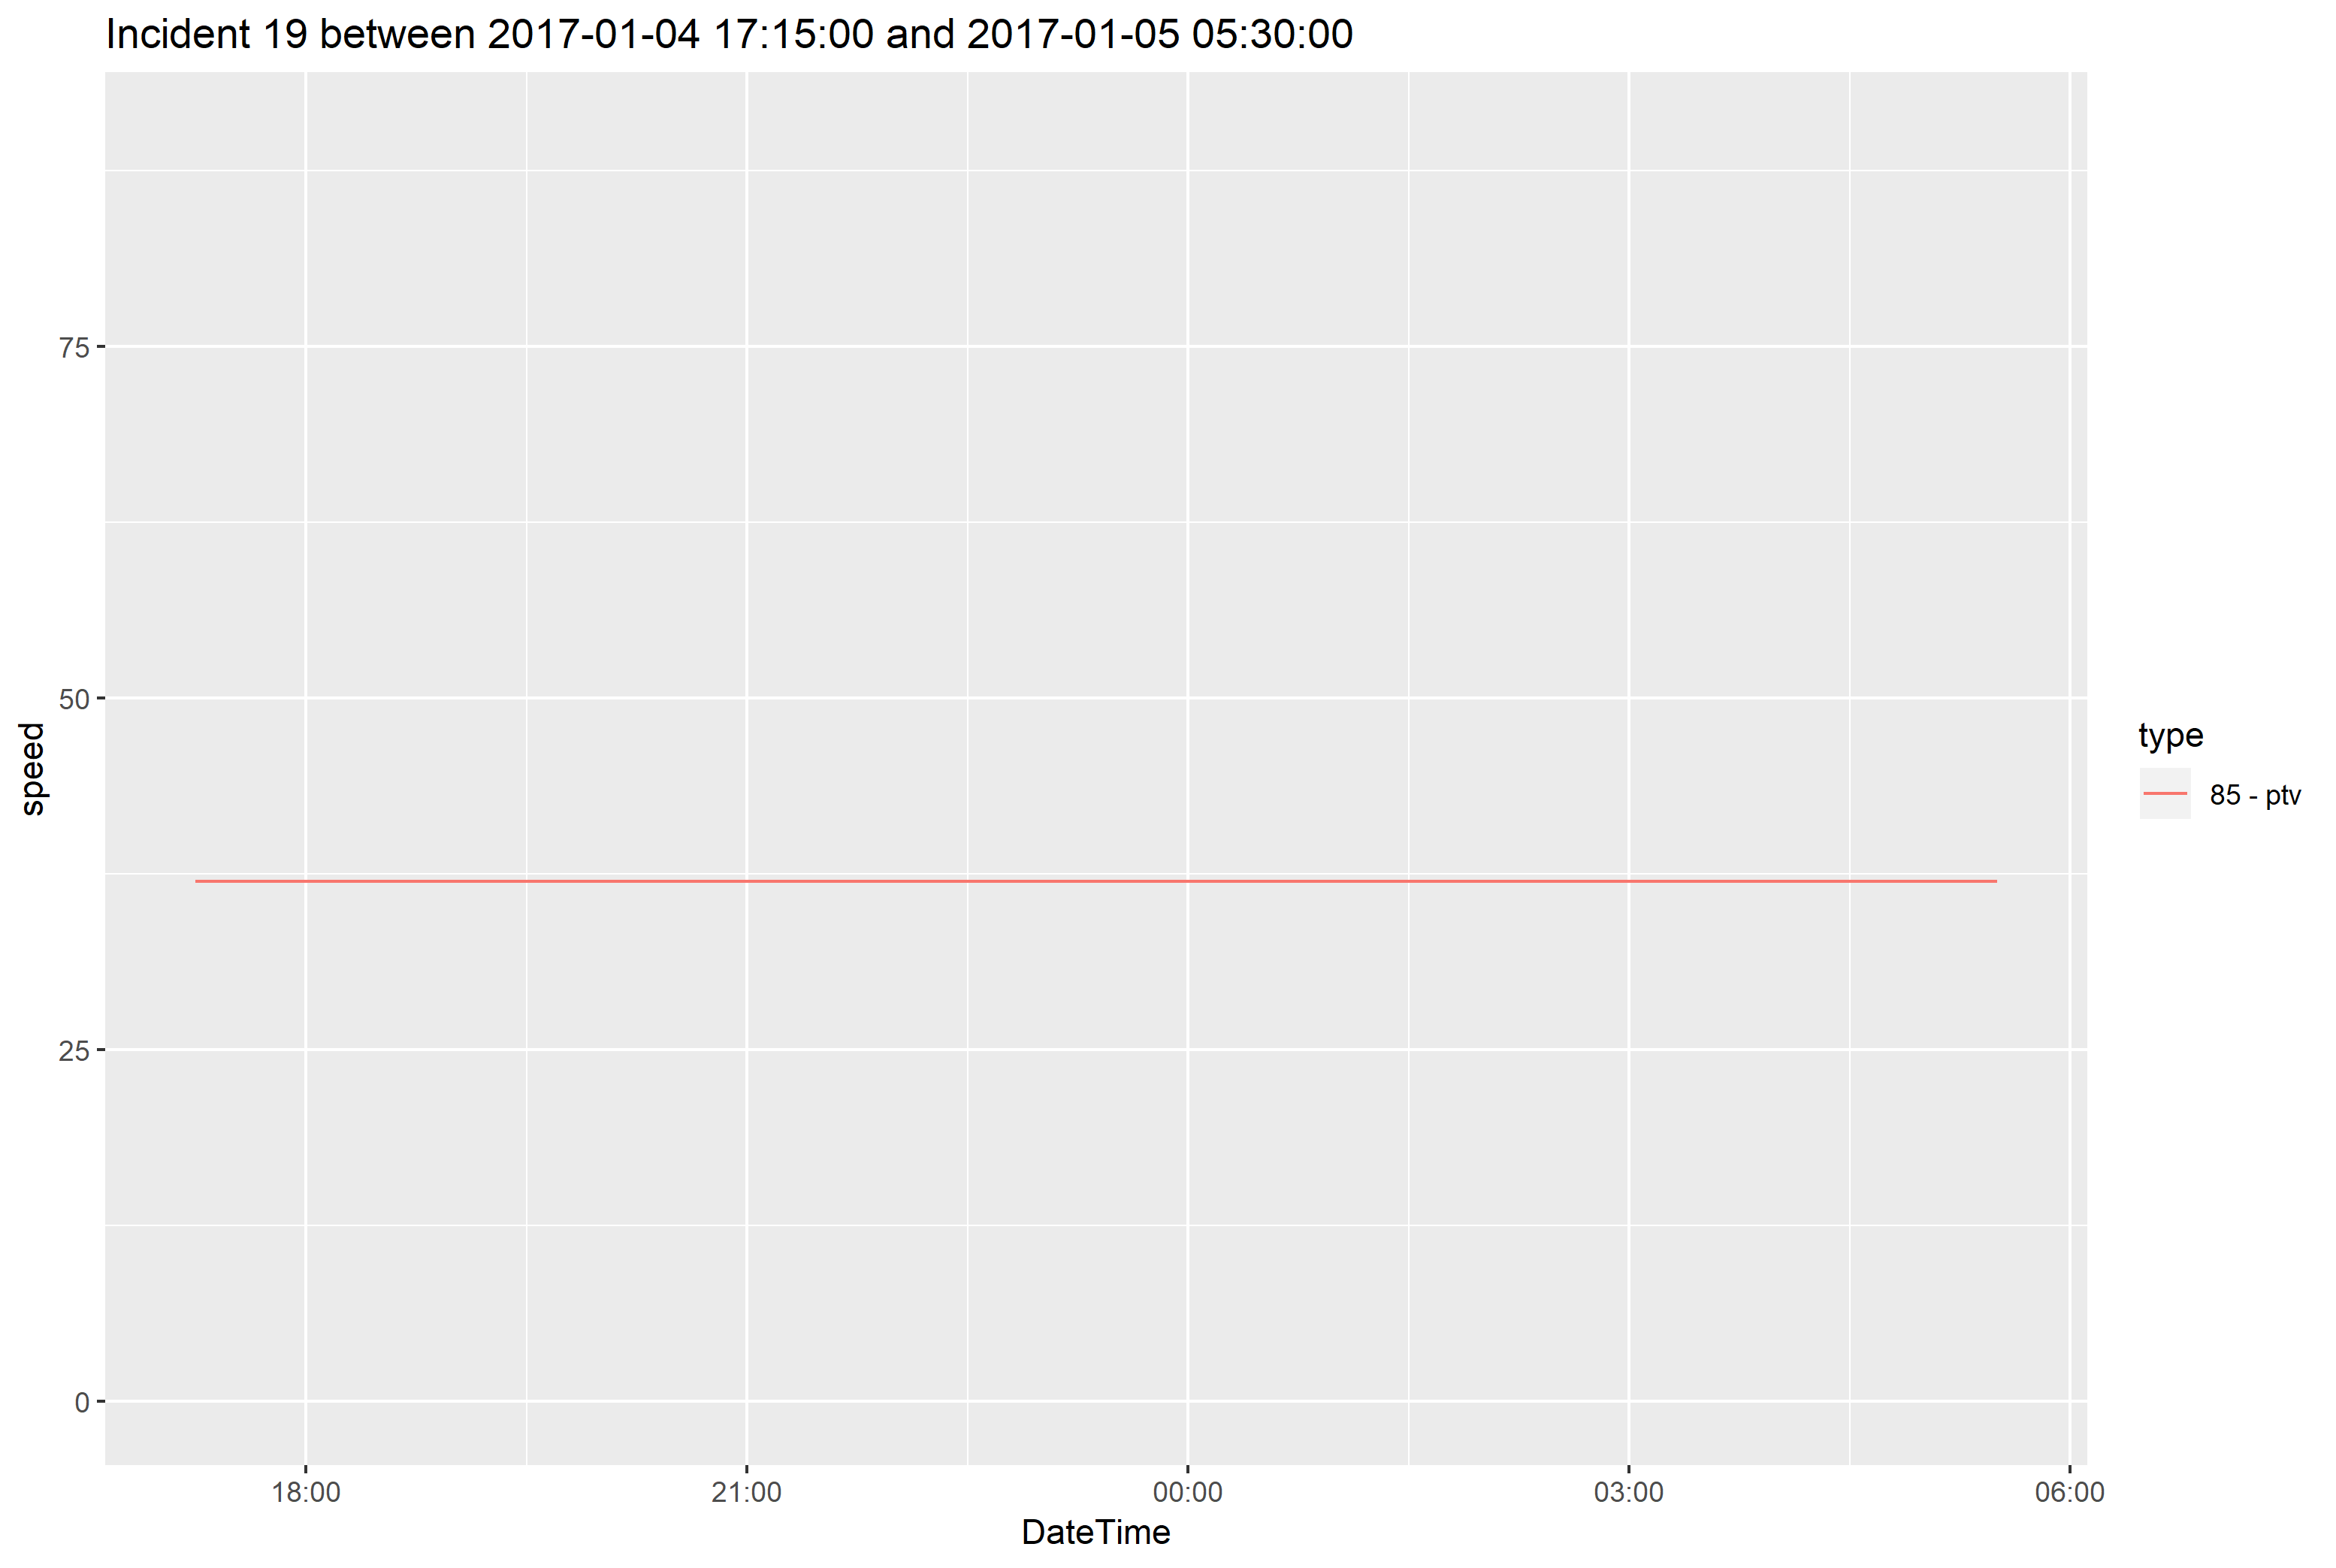 Incident 19 between 2017-01-04 17:15:00 and 2017-01-05 05:30:00
speed
75
50
25
0
18:00 21:00 00:00 03:00 06:00
DateTime
type
85 - ptv